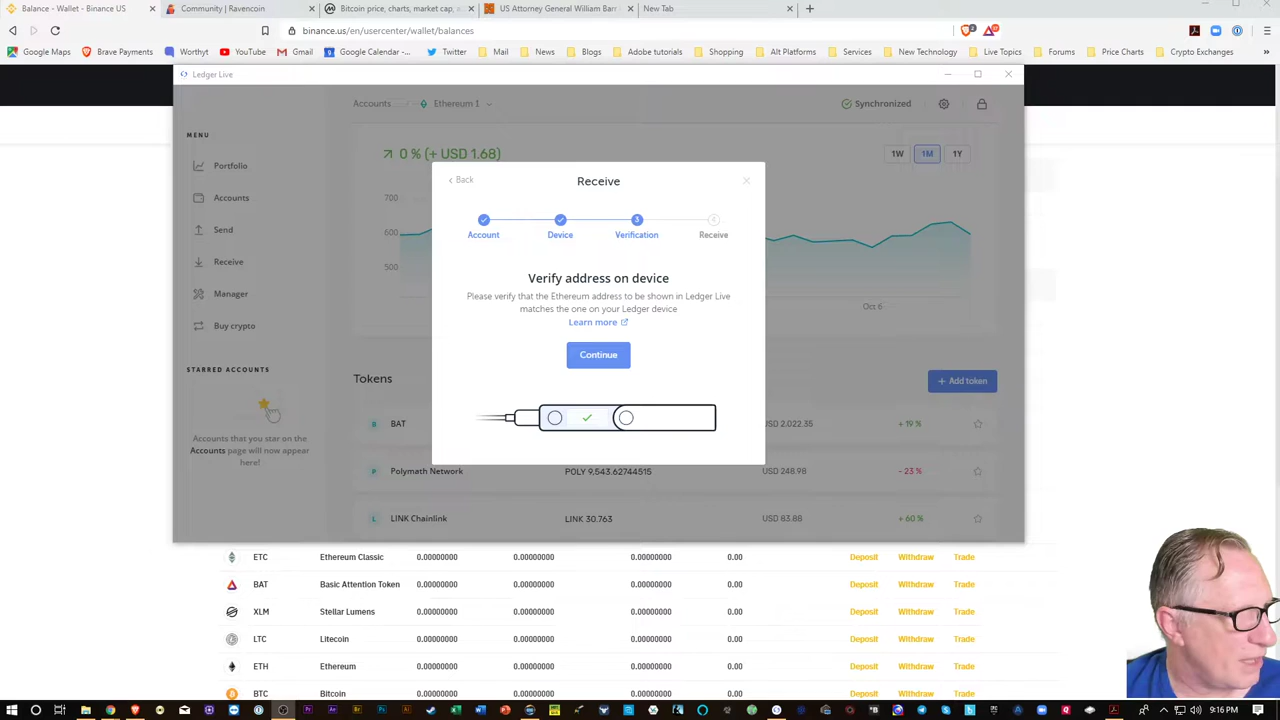 Balance - Wallet - Binance US
Community | Ravencoin
Bitcoin price, charts, market cap, a
US Attorney General William Barr
New Tab
binance.us/en/usercenter/wallet/balances
Google Maps
Brave Payments
Worthyt
YouTube
Gmail
Google Calendar -...
Twitter
Mail
News
Blogs
Adobe tutorials
Shopping
Alt Platforms
Services
New Technology
Live Topics
Forums
Price Charts
Crypto Exchanges
Ledger Live
Accounts
Ethereum 1
Synchronized
MENU
Portfolio
Accounts
Send
Receive
Manager
Buy crypto
STARRED ACCOUNTS
Accounts that you star on the
Accounts page will now appear
here!
0 % (+ USD 1.68)
1W
1M
1Y
700
600
500
Oct 6
Back
Receive
3
4
Account
Device
Verification
Receive
Verify address on device
Please verify that the Ethereum address to be shown in Ledger Live
matches the one on your Ledger device
Learn more
Continue
Tokens
+ Add token
B BAT USD 2,022.35 + 19 %
P Polymath Network POLY 9,543.62744515 USD 248.98 - 23 %
L LINK Chainlink LINK 30.763 USD 83.88 + 60 %
ETC Ethereum Classic 0.00000000 0.00000000 0.00000000 0.00 Deposit Withdraw Trade
BAT Basic Attention Token 0.00000000 0.00000000 0.00000000 0.00 Deposit Withdraw Trade
XLM Stellar Lumens 0.00000000 0.00000000 0.00000000 0.00 Deposit Withdraw Trade
LTC Litecoin 0.00000000 0.00000000 0.00000000 0.00 Deposit Withdraw Trade
ETH Ethereum 0.00000000 0.00000000 0.00000000 0.00 Deposit Withdraw Trade
BTC Bitcoin 0.00000000 0.00000000 0.00000000 0.00 Deposit Withdraw Trade
9:16 PM